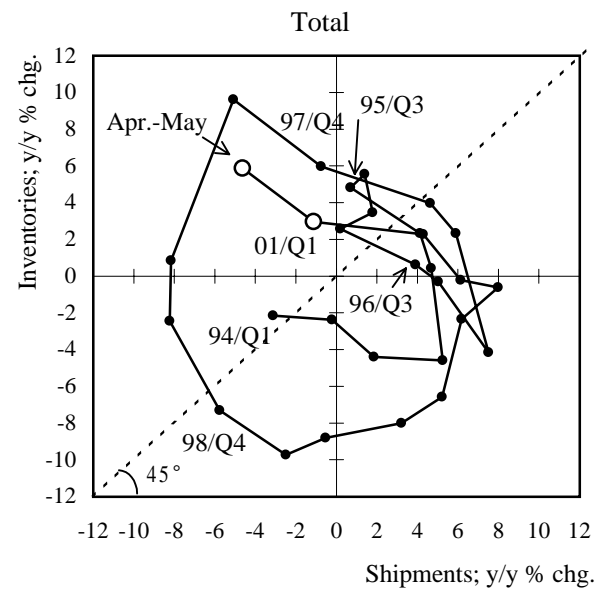 Total
Inventories; y/y % chg.
12
10
8
6
4
2
0
-2
-4
-6
-8
-10
-12
Apr.-May
97/Q4
95/Q3
01/Q1
96/Q3
94/Q1
98/Q4
45°
-12 -10 -8 -6 -4 -2 0 2 4 6 8 10 12
Shipments; y/y % chg.